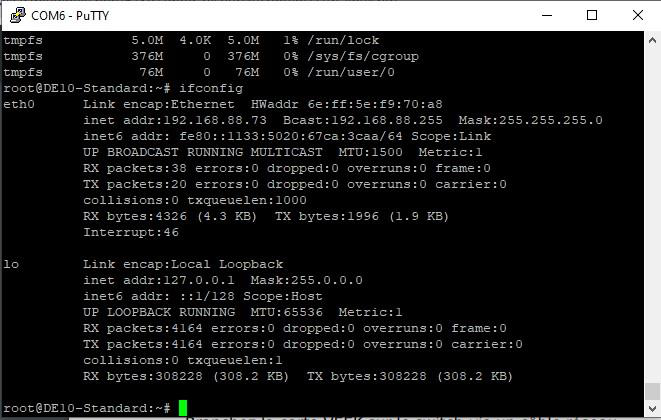 COM6 - PuTTY
tmpfs 5.0M 4.0K 5.0M 1% /run/lock
tmpfs 376M 0 376M 0% /sys/fs/cgroup
tmpfs 76M 0 76M 0% /run/user/0
root@DE10-Standard:~# ifconfig
eth0 Link encap:Ethernet HWaddr 6e:ff:5e:f9:70:a8
inet addr:192.168.88.73 Bcast:192.168.88.255 Mask:255.255.255.0
inet6 addr: fe80::1133:5020:67ca:3caa/64 Scope:Link
UP BROADCAST RUNNING MULTICAST MTU:1500 Metric:1
RX packets:38 errors:0 dropped:0 overruns:0 frame:0
TX packets:20 errors:0 dropped:0 overruns:0 carrier:0
collisions:0 txqueuelen:1000
RX bytes:4326 (4.3 KB) TX bytes:1996 (1.9 KB)
Interrupt:46
lo Link encap:Local Loopback
inet addr:127.0.0.1 Mask:255.0.0.0
inet6 addr: ::1/128 Scope:Host
UP LOOPBACK RUNNING MTU:65536 Metric:1
RX packets:4164 errors:0 dropped:0 overruns:0 frame:0
TX packets:4164 errors:0 dropped:0 overruns:0 carrier:0
collisions:0 txqueuelen:1
RX bytes:308228 (308.2 KB) TX bytes:308228 (308.2 KB)
root@DE10-Standard:~#